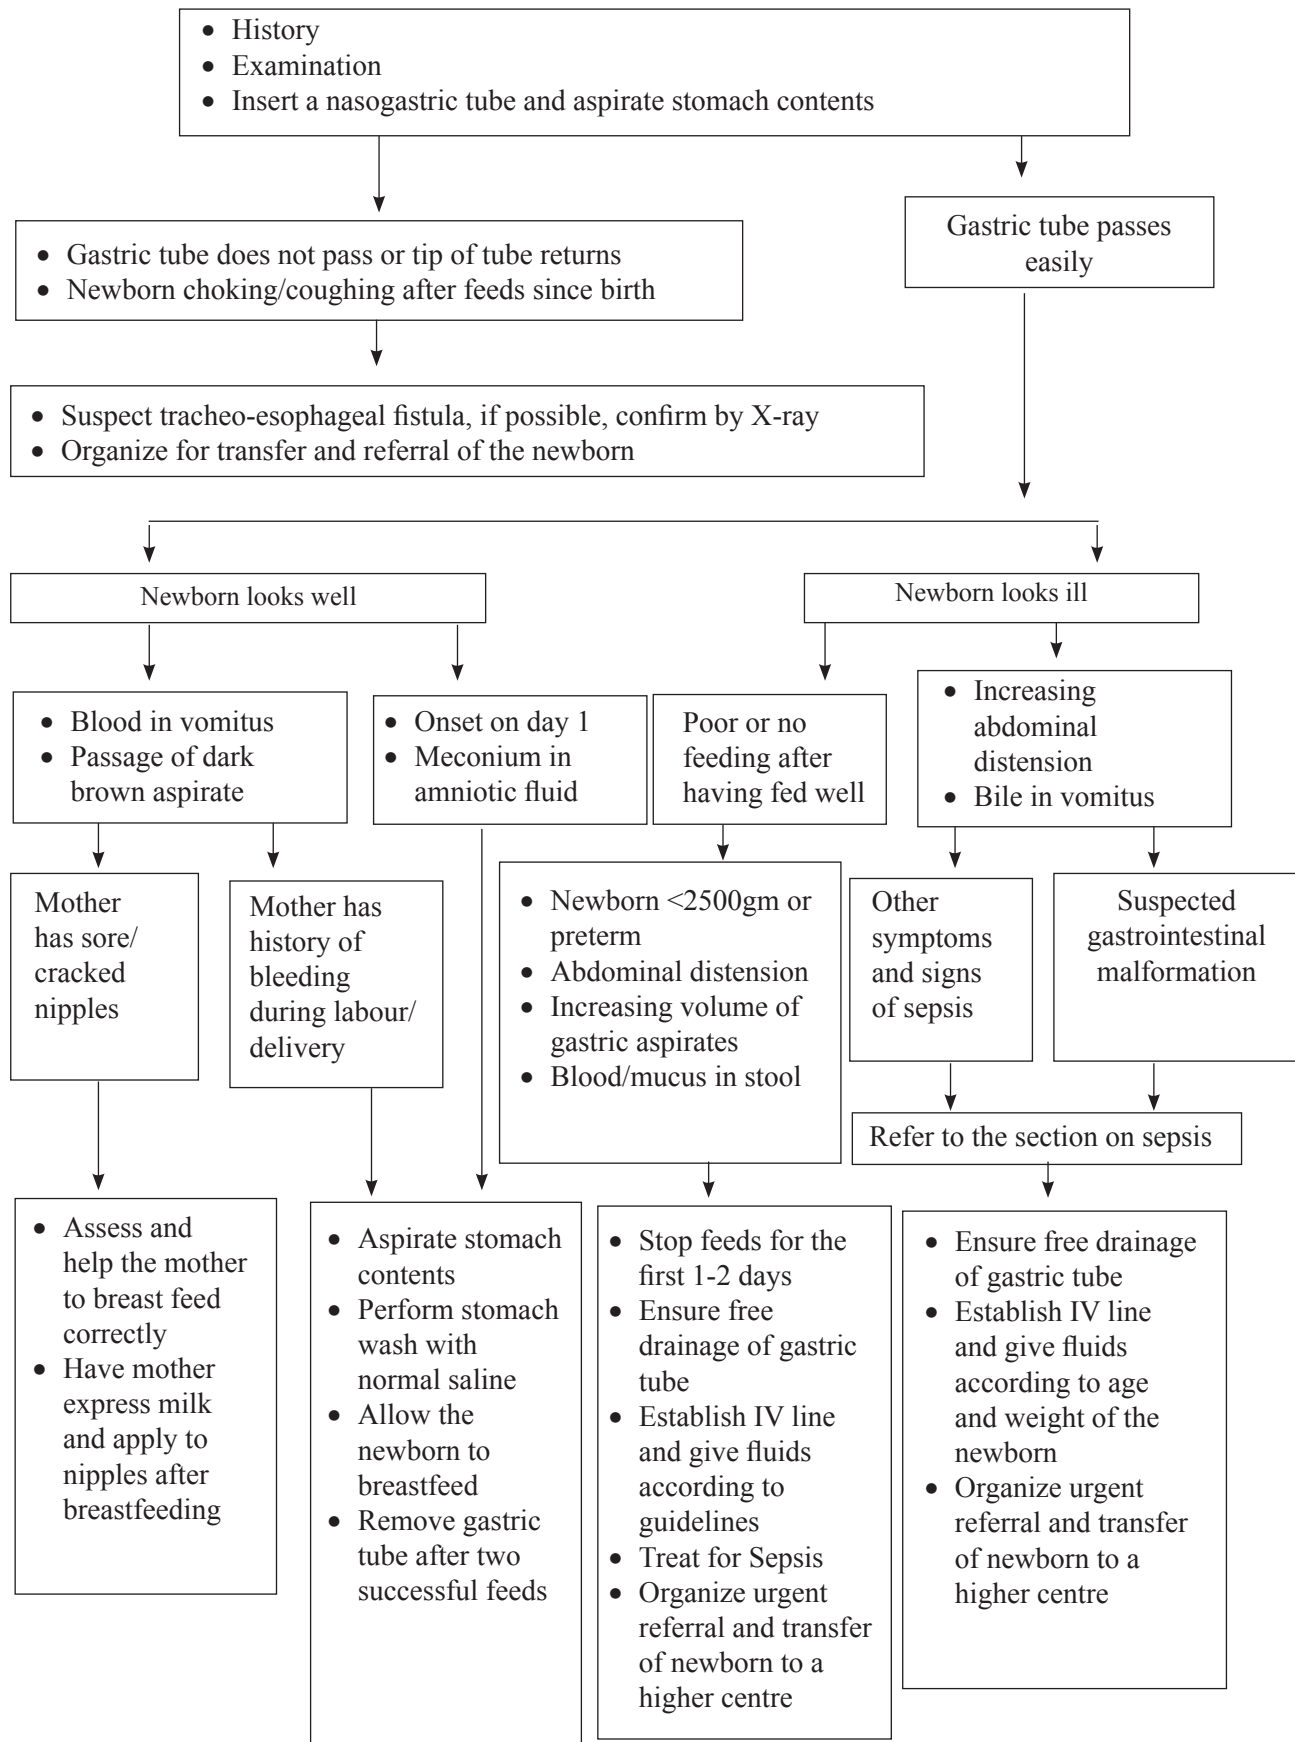 • History
• Examination
• Insert a nasogastric tube and aspirate stomach contents
• Gastric tube does not pass or tip of tube returns
• Newborn choking/coughing after feeds since birth
Gastric tube passes
easily
• Suspect tracheo-esophageal fistula, if possible, confirm by X-ray
• Organize for transfer and referral of the newborn
Newborn looks well
Newborn looks ill
• Blood in vomitus
• Passage of dark
brown aspirate
• Onset on day 1
• Meconium in
amniotic fluid
Poor or no
feeding after
having fed well
• Increasing
abdominal
distension
• Bile in vomitus
Mother
has sore/
cracked
nipples
Mother has
history of
bleeding
during labour/
delivery
• Newborn <2500gm or
preterm
• Abdominal distension
• Increasing volume of
gastric aspirates
• Blood/mucus in stool
Other
symptoms
and signs
of sepsis
Suspected
gastrointestinal
malformation
Refer to the section on sepsis
• Assess and
help the mother
to breast feed
correctly
• Have mother
express milk
and apply to
nipples after
breastfeeding
• Aspirate stomach
contents
• Perform stomach
wash with
normal saline
• Allow the
newborn to
breastfeed
• Remove gastric
tube after two
successful feeds
• Stop feeds for the
first 1-2 days
• Ensure free
drainage of gastric
tube
• Establish IV line
and give fluids
according to
guidelines
• Treat for Sepsis
• Organize urgent
referral and transfer
of newborn to a
higher centre
• Ensure free drainage
of gastric tube
• Establish IV line
and give fluids
according to age
and weight of the
newborn
• Organize urgent
referral and transfer
of newborn to a
higher centre